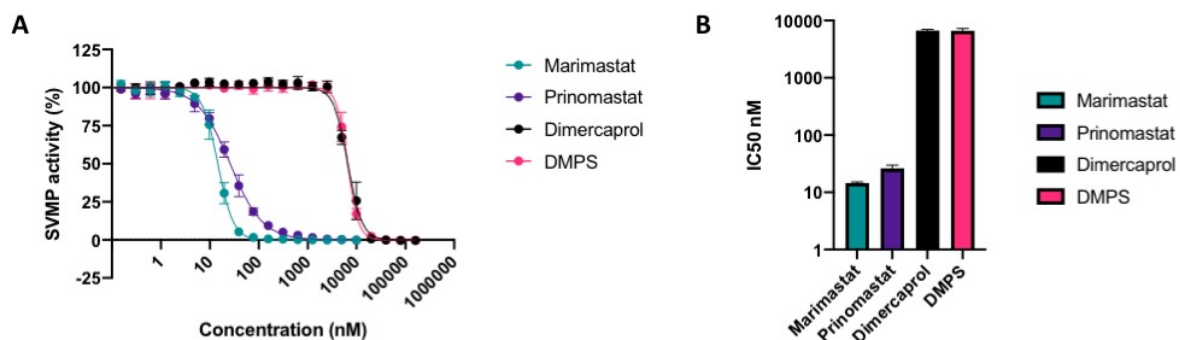 A
SVMP activity (%)
125
100
75
50
25
0
-25
1
10
100
1000
10000
100000
1000000
Concentration (nM)
Marimastat
Prinomastat
Dimercaprol
DMPS
B
IC50 nM
10000
1000
100
10
1
Marimastat
Prinomastat
Dimercaprol
DMPS
Marimastat
Prinomastat
Dimercaprol
DMPS